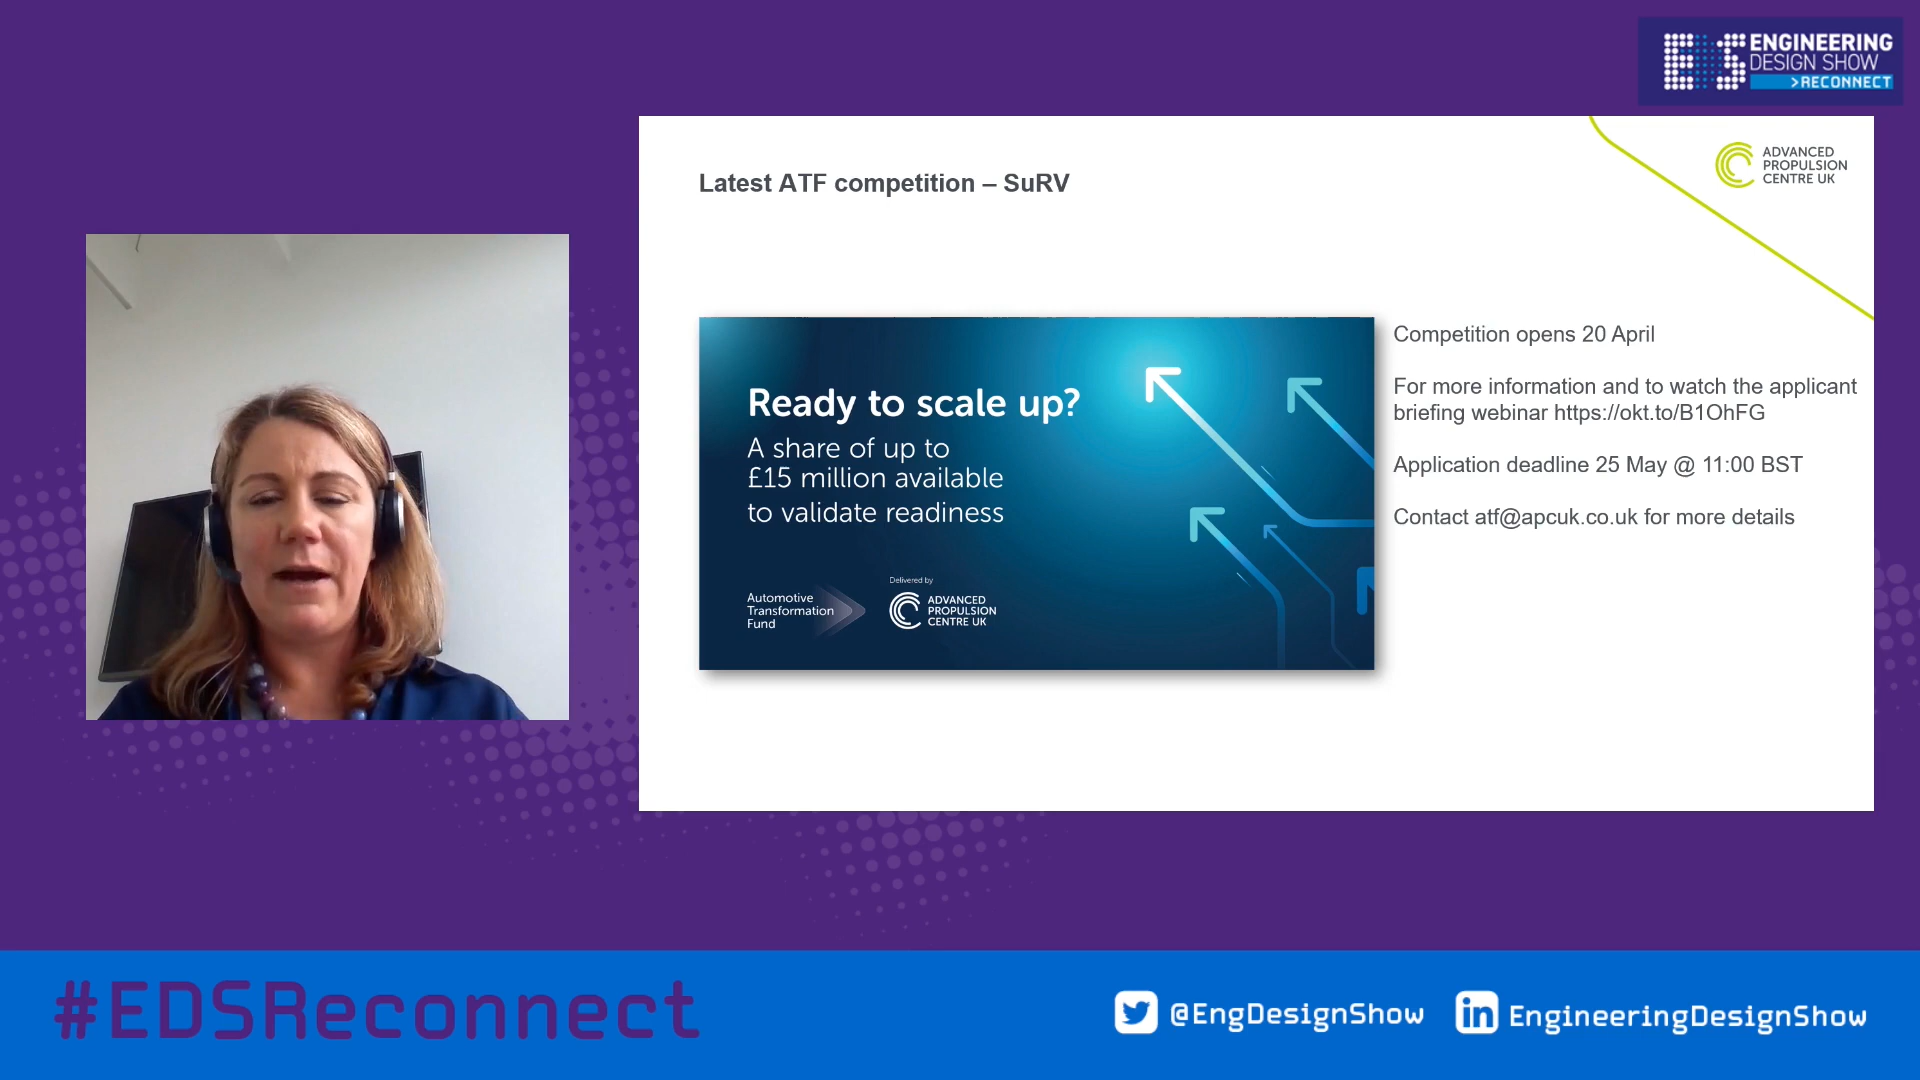 ENGINEERING
DESIGN SHOW
>RECONNECT
ADVANCED
PROPULSION
CENTRE UK
Latest ATF competition – SuRV
Ready to scale up?
A share of up to
£15 million available
to validate readiness
Automotive
Transformation
Fund
Delivered by
ADVANCED
PROPULSION
CENTRE UK
Competition opens 20 April
For more information and to watch the applicant
briefing webinar https://okt.to/B1OhFG
Application deadline 25 May @ 11:00 BST
Contact atf@apcuk.co.uk for more details
#EDSReconnect
@EngDesignShow
in EngineeringDesignShow